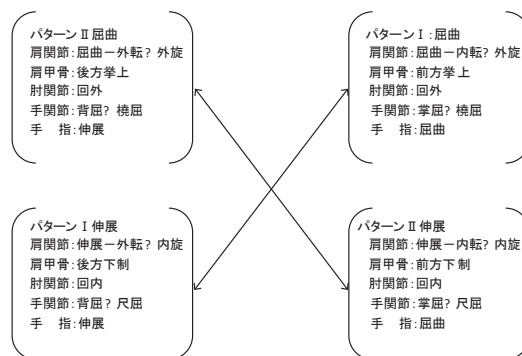 パターンⅡ屈曲
肩関節:屈曲ー外転? 外旋
肩甲骨:後方挙上
肘関節:回外
手関節:背屈? 橈屈
手 指:伸展
パターンⅠ:屈曲
肩関節:屈曲ー内転? 外旋
肩甲骨:前方挙上
肘関節:回外
手関節:掌屈? 橈屈
手 指:屈曲
パターンⅠ伸展
肩関節:伸展ー外転? 内旋
肩甲骨:後方下制
肘関節:回内
手関節:背屈? 尺屈
手 指:伸展
パターンⅡ伸展
肩関節:伸展ー内転? 内旋
肩甲骨:前方下制
肘関節:回内
手関節:掌屈? 尺屈
手 指:屈曲